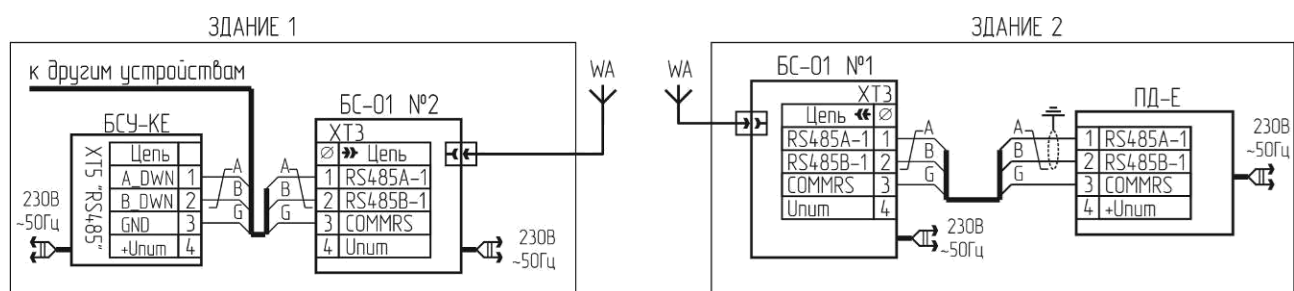 ЗДАНИЕ 1
к другим устройствам
БСУ-КЕ
XT5 "RS485"
Цепь
A_DWN 1
B_DWN 2
GND 3
+Uпит 4
230В
~50Гц
A
B
G
A
B
G
БС-01 №2
XT3
Ø Цепь
1 RS485A-1
2 RS485B-1
3 COMMRS
4 Uпит
230В
~50Гц
WA
ЗДАНИЕ 2
WA
БС-01 №1
XT3
Цепь Ø
RS485A-1 1
RS485B-1 2
COMMRS 3
Uпит 4
230В
~50Гц
A
B
G
A
B
G
ПД-Е
1 RS485A-1
2 RS485B-1
3 COMMRS
4 +Uпит
230В
~50Гц